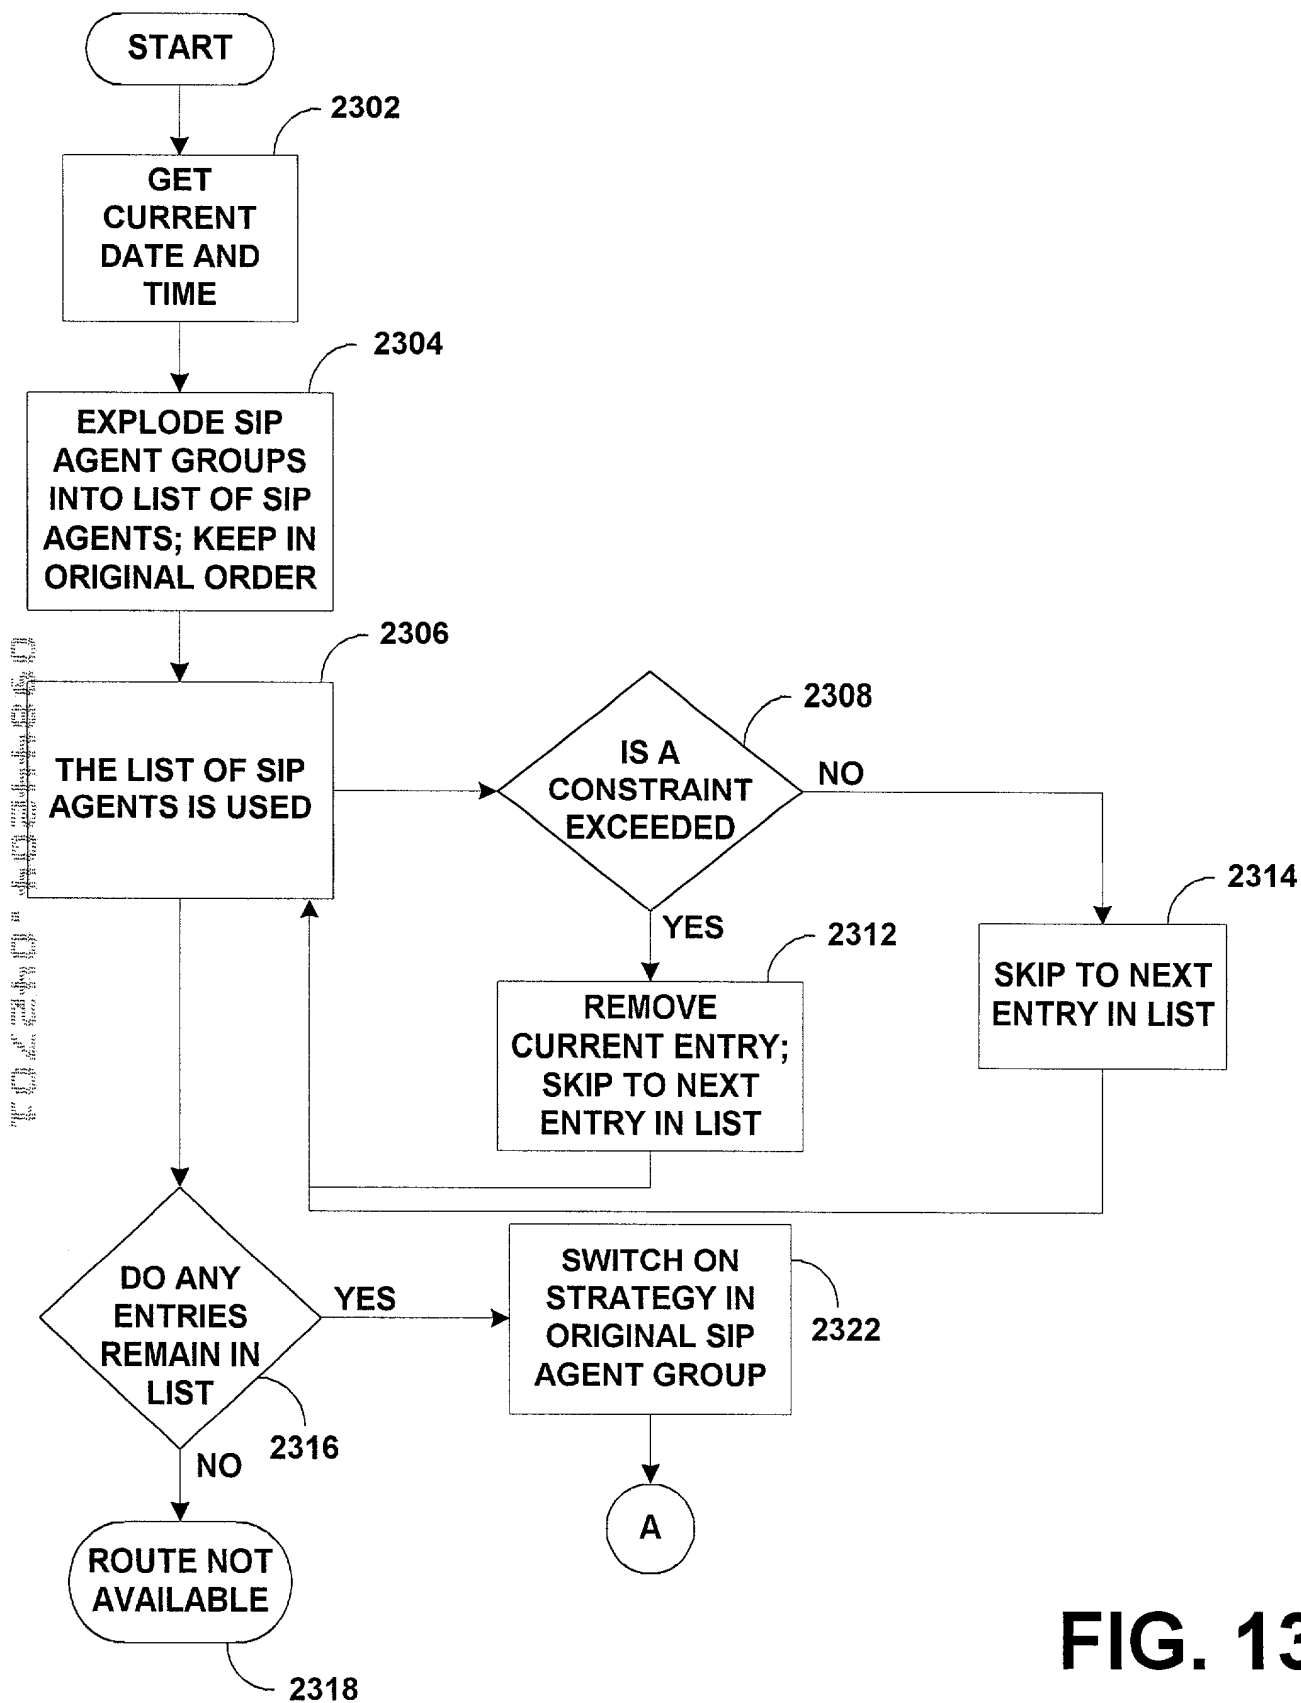 START
2302
GET
CURRENT
DATE AND
TIME
2304
EXPLODE SIP
AGENT GROUPS
INTO LIST OF SIP
AGENTS; KEEP IN
ORIGINAL ORDER
2306
THE LIST OF SIP
AGENTS IS USED
2308
IS A
CONSTRAINT
EXCEEDED
NO
2314
SKIP TO NEXT
ENTRY IN LIST
YES
2312
REMOVE
CURRENT ENTRY;
SKIP TO NEXT
ENTRY IN LIST
DO ANY
ENTRIES
REMAIN IN
LIST
2316
YES
SWITCH ON
STRATEGY IN
ORIGINAL SIP
AGENT GROUP
2322
A
NO
ROUTE NOT
AVAILABLE
2318
FIG. 13